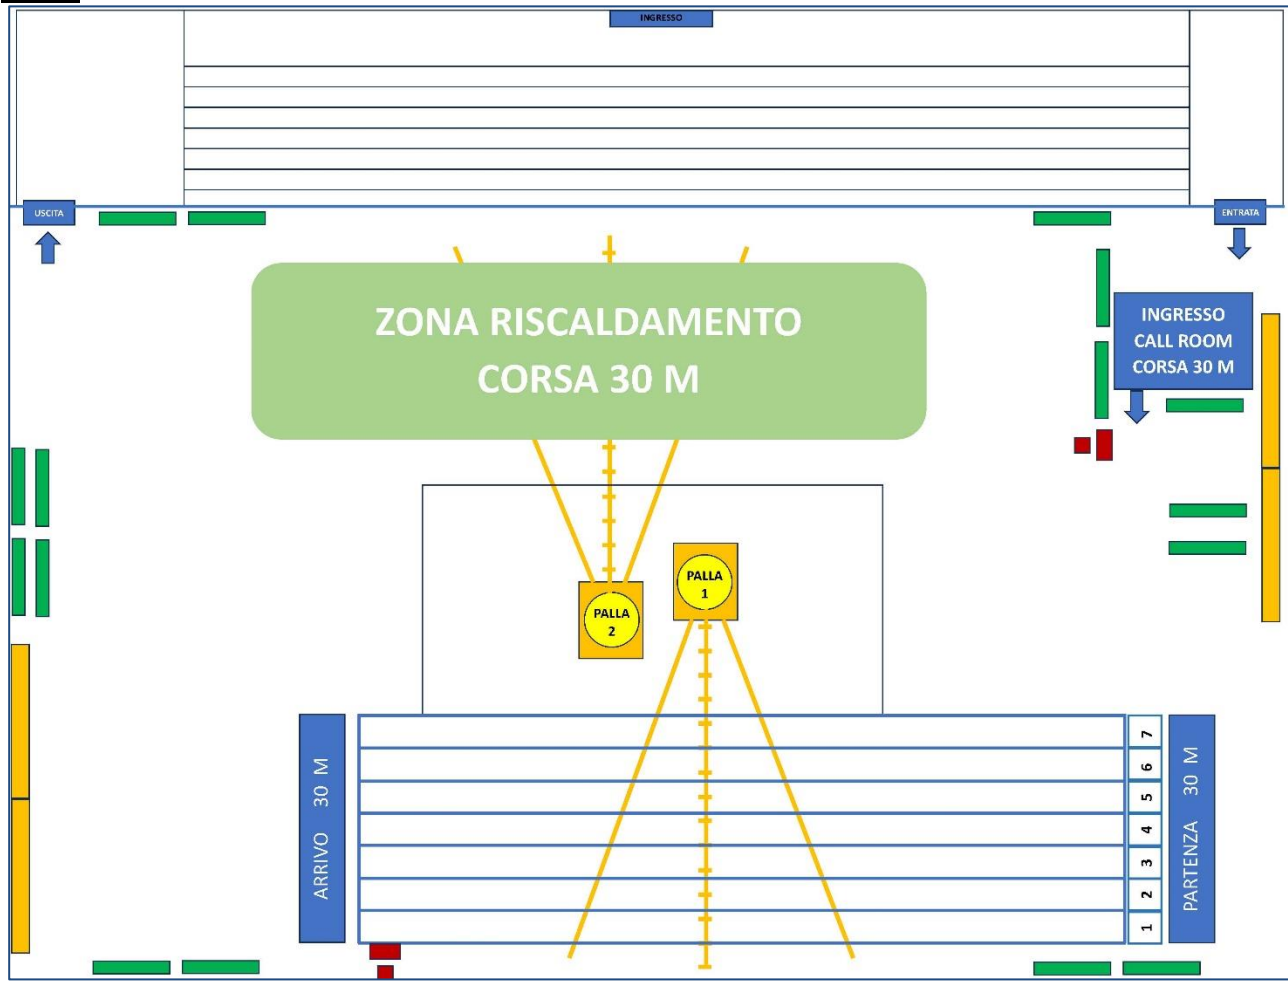 INGRESSO
USCITA
ENTRATA
ZONA RISCALDAMENTO
CORSA 30 M
INGRESSO
CALL ROOM
CORSA 30 M
PALLA
1
PALLA
2
ARRIVO 30 M
7
6
5
4
3
2
1
PARTENZA 30 M